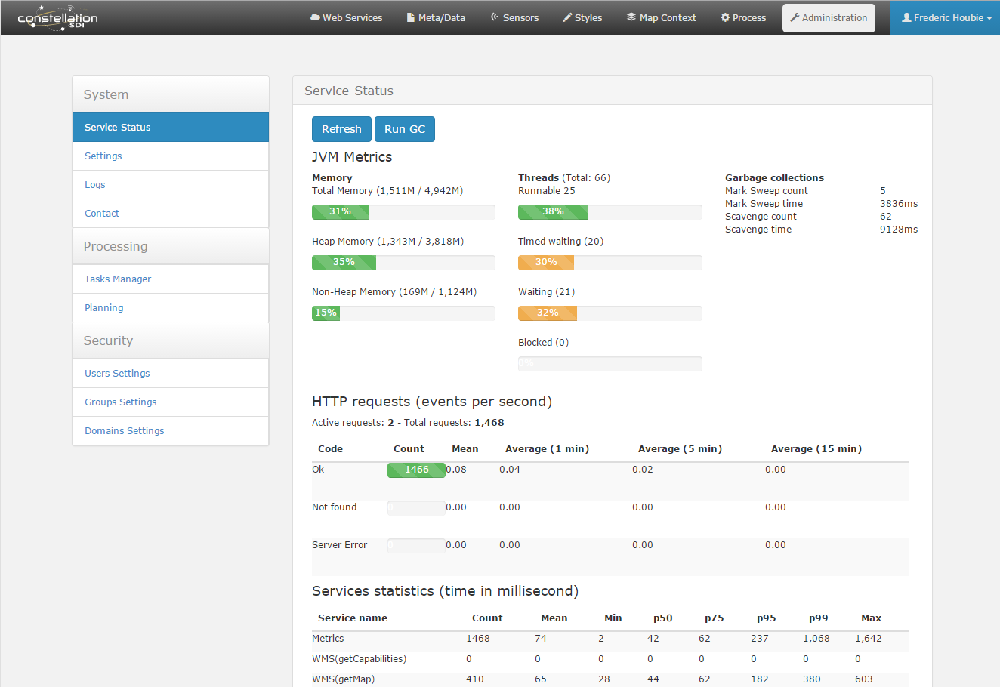 constellation SDI
Web Services Meta/Data Sensors Styles Map Context Process Administration Frederic Houbie
System
Service-Status
Settings
Logs
Contact
Processing
Tasks Manager
Planning
Security
Users Settings
Groups Settings
Domains Settings
Service-Status
Refresh Run GC
JVM Metrics
Memory
Total Memory (1,511M / 4,942M)
31%
Heap Memory (1,343M / 3,818M)
35%
Non-Heap Memory (169M / 1,124M)
15%
Threads (Total: 66)
Runnable 25
38%
Timed waiting (20)
30%
Waiting (21)
32%
Blocked (0)
0%
Garbage collections
Mark Sweep count 5
Mark Sweep time 3836ms
Scavenge count 62
Scavenge time 9128ms
HTTP requests (events per second)
Active requests: 2 - Total requests: 1,468
Code Count Mean Average (1 min) Average (5 min) Average (15 min)
Ok 1466 0.08 0.04 0.02 0.00
Not found 0 0.00 0.00 0.00 0.00
Server Error 0 0.00 0.00 0.00 0.00
Services statistics (time in millisecond)
Service name Count Mean Min p50 p75 p95 p99 Max
Metrics 1468 74 2 42 62 237 1,068 1,642
WMS(getCapabilities) 0 0 0 0 0 0 0 0
WMS(getMap) 410 65 28 44 62 182 380 603